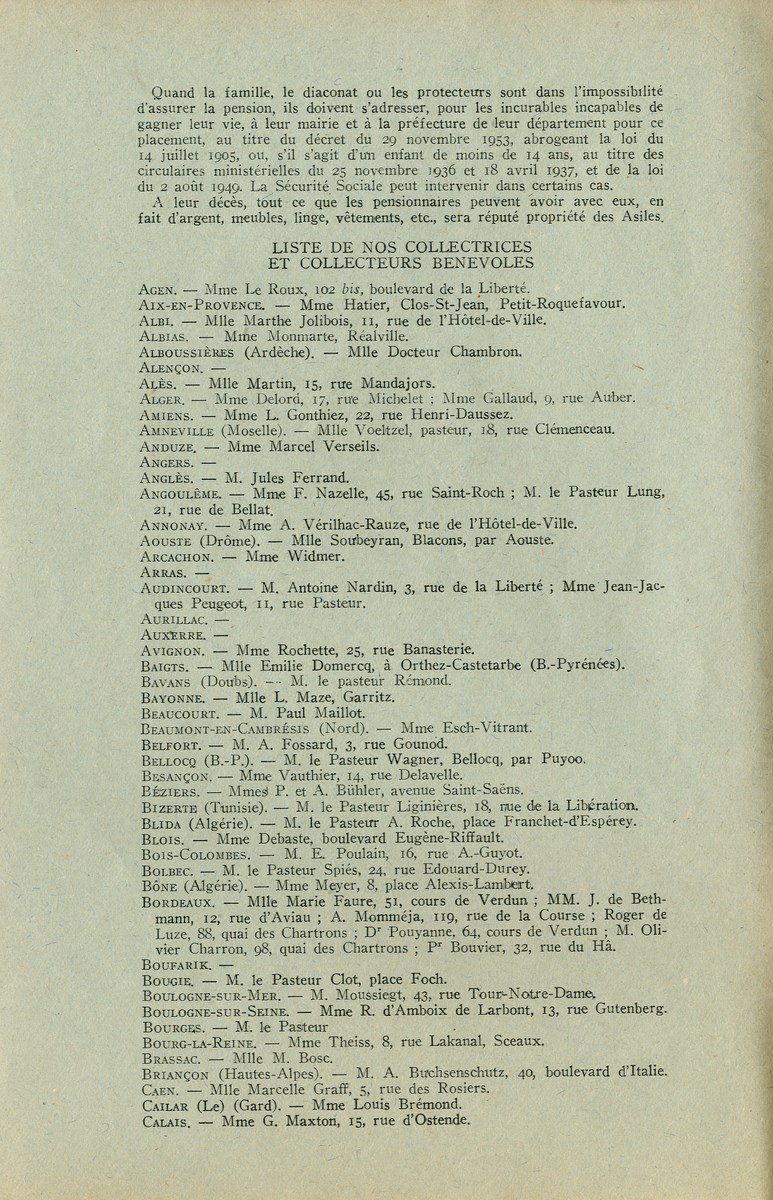 Quand la famille, le diaconat ou les protecteurs sont dans l'impossibilité
d'assurer la pension, ils doivent s'adresser, pour les incurables incapables de
gagner leur vie, à leur mairie et à la préfecture de leur département pour ce
placement, au titre du décret du 29 novembre 1953, abrogeant la loi du
14 juillet 1905, ou, s'il s'agit d'un enfant de moins de 14 ans, au titre des
circulaires ministérielles du 25 novembre 1936 et 18 avril 1937, et de la loi
du 2 août 1949. La Sécurité Sociale peut intervenir dans certains cas.
A leur décès, tout ce que les pensionnaires peuvent avoir avec eux, en
fait d'argent, meubles, linge, vêtements, etc., sera réputé propriété des Asiles.
LISTE DE NOS COLLECTRICES
ET COLLECTEURS BENEVOLES
AGEN. — Mme Le Roux, 102 bis, boulevard de la Liberté.
AIX-EN-PROVENCE. — Mme Hatier, Clos-St-Jean, Petit-Roquefavour.
ALBI. — Mlle Marthe Jolibois, 11, rue de l'Hôtel-de-Ville.
ALBIAS. — Mme Monmarte, Réalville.
ALBOUSSIÈRES (Ardèche). — Mlle Docteur Chambron.
ALENÇON. —
ALÈS. — Mlle Martin, 15, rue Mandajors.
ALGER. — Mme Delord, 17, rue Michelet ; Mme Gallaud, 9, rue Auber.
AMIENS. — Mme L. Gonthiez, 22, rue Henri-Daussez.
AMNEVILLE (Moselle). — Mlle Voeltzel, pasteur, 18, rue Clémenceau.
ANDUZE. — Mme Marcel Verseils.
ANGERS. —
ANGLÈS. — M. Jules Ferrand.
ANGOULÊME. — Mme F. Nazelle, 45, rue Saint-Roch ; M. le Pasteur Lung,
21, rue de Bellat.
ANNONAY. — Mme A. Vérilhac-Rauze, rue de l'Hôtel-de-Ville.
AOUSTE (Drôme). — Mlle Soubeyran, Blacons, par Aouste.
ARCACHON. — Mme Widmer.
ARRAS. —
AUDINCOURT. — M. Antoine Nardin, 3, rue de la Liberté ; Mme Jean-Jac-
ques Peugeot, 11, rue Pasteur.
AURILLAC. —
AUXERRE. —
AVIGNON. — Mme Rochette, 25, rue Banasterie.
BAIGTS. — Mlle Emilie Domercq, à Orthez-Castetarbe (B.-Pyrénées).
BAVANS (Doubs). — M. le pasteur Rémond.
BAYONNE. — Mlle L. Maze, Garritz.
BEAUCOURT. — M. Paul Maillot.
BEAUMONT-EN-CAMBRÉSIS (Nord). — Mme Esch-Vitrant.
BELFORT. — M. A. Fossard, 3, rue Gounod.
BELLOCQ (B.-P.). — M. le Pasteur Wagner, Bellocq, par Puyoo.
BESANÇON. — Mme Vauthier, 14, rue Delavelle.
BÉZIERS. — Mmes P. et A. Bühler, avenue Saint-Saëns.
BIZERTE (Tunisie). — M. le Pasteur Liginières, 18, rue de la Libération.
BLIDA (Algérie). — M. le Pasteur A. Roche, place Franchet-d'Espérey.
BLOIS. — Mme Debaste, boulevard Eugène-Riffault.
BOIS-COLOMBES. — M. E. Poulain, 16, rue A.-Guyot.
BOLBEC. — M. le Pasteur Spiés, 24, rue Edouard-Durey.
BÔNE (Algérie). — Mme Meyer, 8, place Alexis-Lambert.
BORDEAUX. — Mlle Marie Faure, 51, cours de Verdun ; MM. J. de Beth-
mann, 12, rue d'Aviau ; A. Momméja, 119, rue de la Course ; Roger de
Luze, 88, quai des Chartrons ; Dr Pouyanne, 64, cours de Verdun ; M. Oli-
vier Charron, 98, quai des Chartrons ; Pr Bouvier, 32, rue du Hâ.
BOUFARIK. —
BOUGIE. — M. le Pasteur Clot, place Foch.
BOULOGNE-SUR-MER. — M. Moussiegt, 43, rue Tour-Notre-Dame.
BOULOGNE-SUR-SEINE. — Mme R. d'Amboix de Larbont, 13, rue Gutenberg.
BOURGES. — M. le Pasteur
BOURG-LA-REINE. — Mme Theiss, 8, rue Lakanal, Sceaux.
BRASSAC. — Mlle M. Bosc.
BRIANÇON (Hautes-Alpes). — M. A. Butchsenschutz, 40, boulevard d'Italie.
CAEN. — Mlle Marcelle Graff, 5, rue des Rosiers.
CAILAR (Le) (Gard). — Mme Louis Brémond.
CALAIS. — Mme G. Maxton, 15, rue d'Ostende.